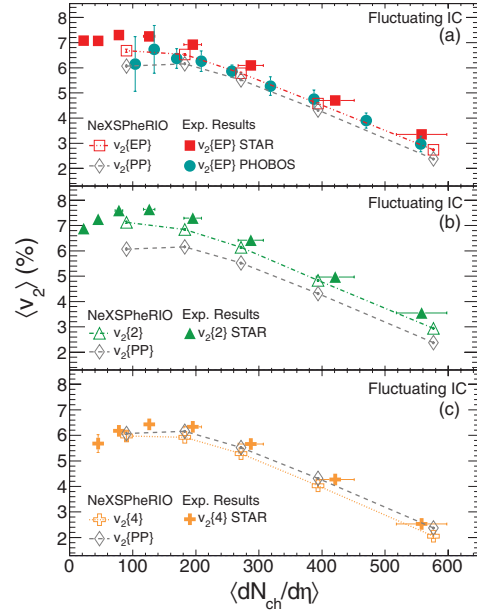 Fluctuating IC
(a)
8
7
6
5
4
3
2
NeXSPheRIO Exp. Results
v2{EP} v2{EP} STAR
v2{PP} v2{EP} PHOBOS
Fluctuating IC
(b)
8
7
6
5
4
3
2
⟨v2⟩ (%)
NeXSPheRIO Exp. Results
v2{2} v2{2} STAR
v2{PP}
Fluctuating IC
(c)
8
7
6
5
4
3
2
NeXSPheRIO Exp. Results
v2{4} v2{4} STAR
v2{PP}
0 100 200 300 400 500 600
⟨dNch/dη⟩